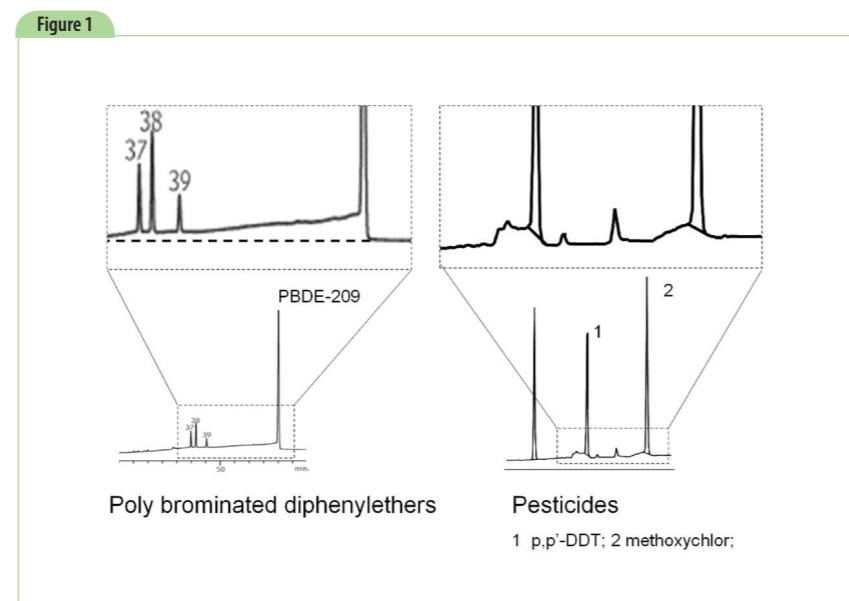 Figure 1
38
37
39
PBDE-209
2
1
38
37
39
50
min.
Poly brominated diphenylethers
Pesticides
1 p,p'-DDT; 2 methoxychlor;